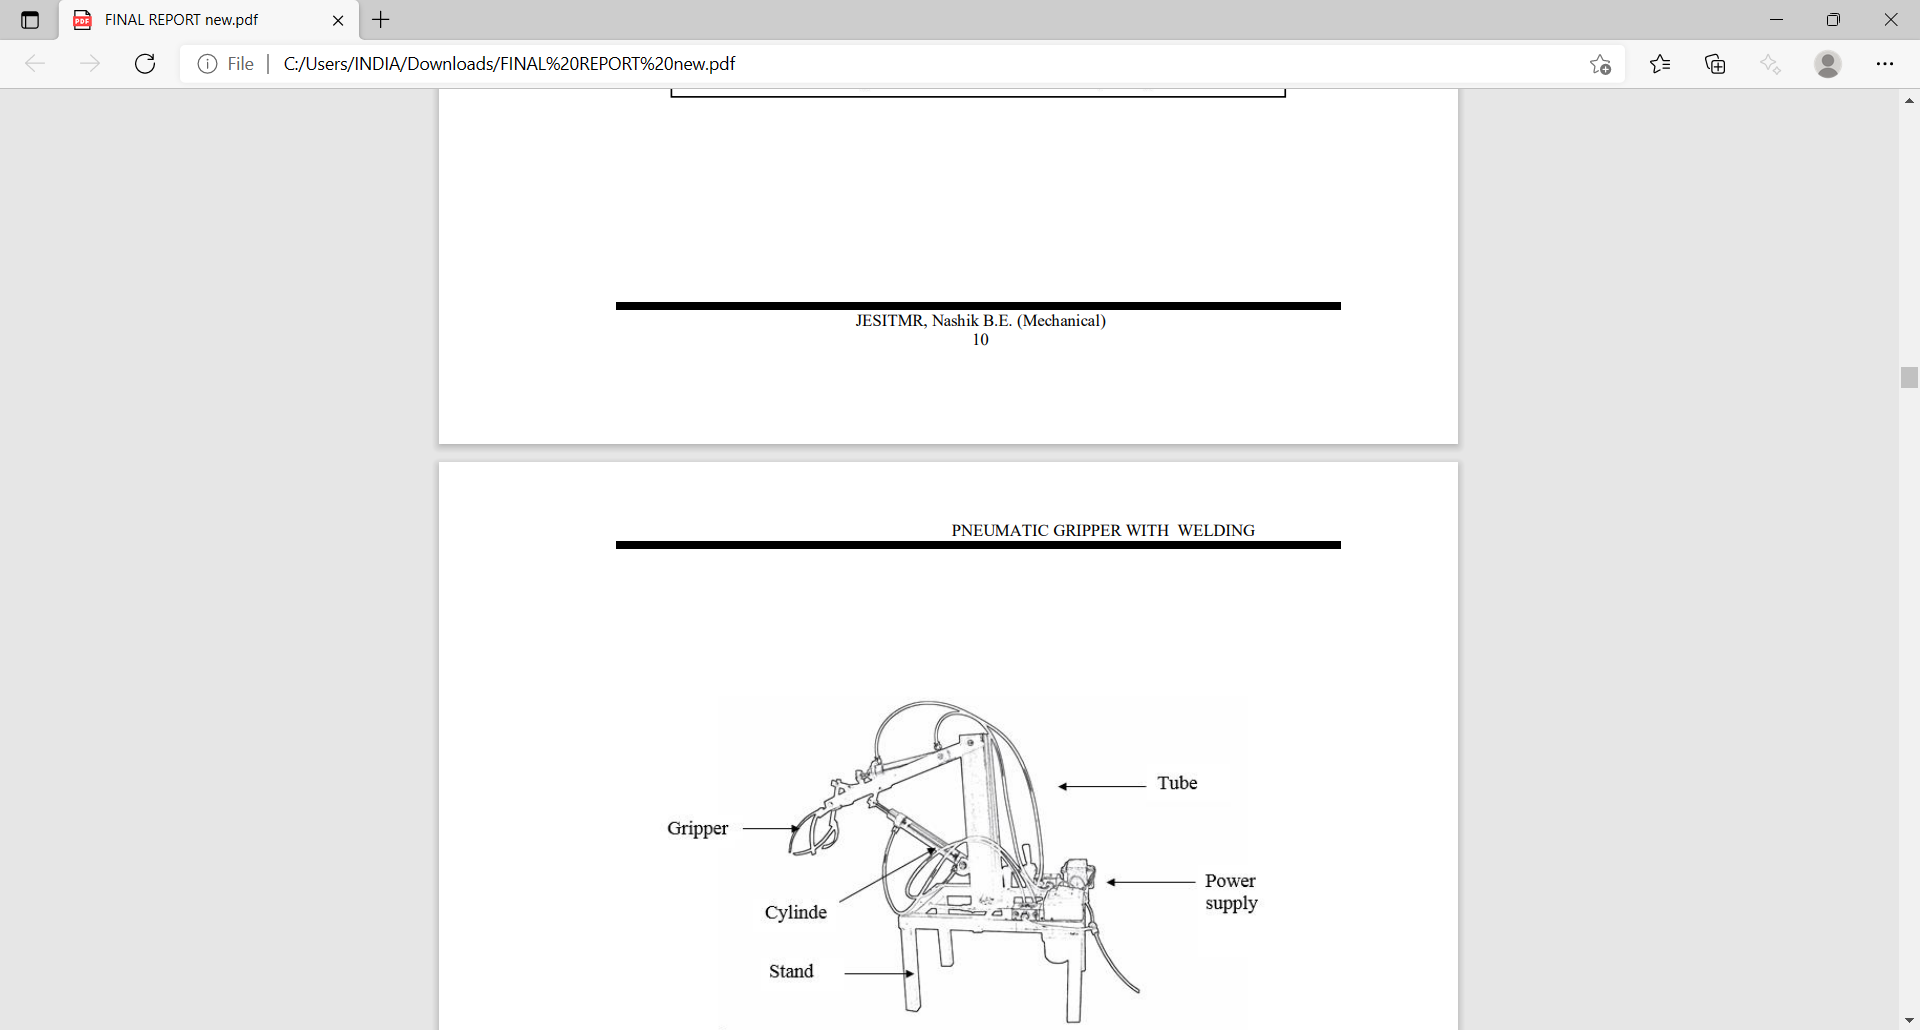 FINAL REPORT new.pdf
File
C:/Users/INDIA/Downloads/FINAL%20REPORT%20new.pdf
JESITMR, Nashik B.E. (Mechanical)
10
PNEUMATIC GRIPPER WITH  WELDING
Tube
Gripper
Power
supply
Cylinde
Stand